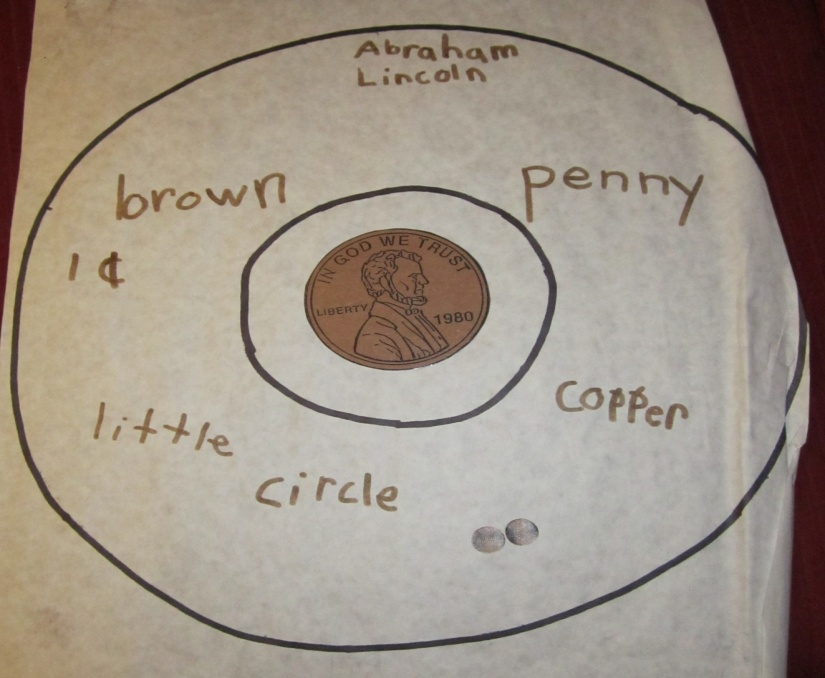 Abraham
Lincoln
brown
penny
1¢
IN GOD WE TRUST
LIBERTY
1980
copper
little
circle